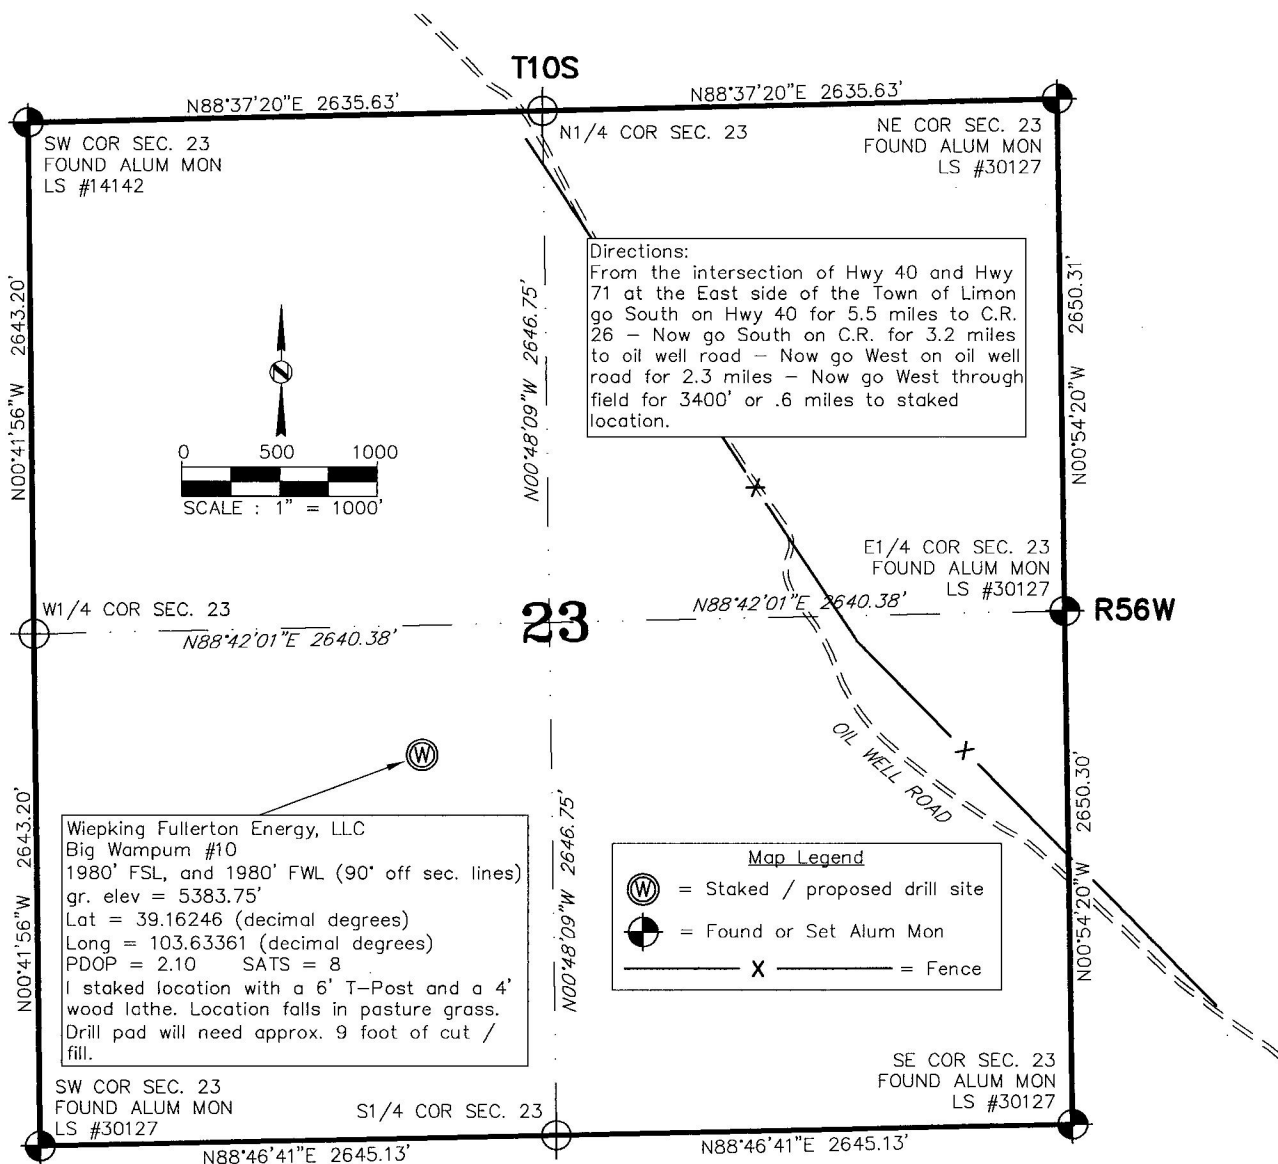 T10S
N88°37'20"E 2635.63'
N88°37'20"E 2635.63'
SW COR SEC. 23
FOUND ALUM MON
LS #14142
N1/4 COR SEC. 23
NE COR SEC. 23
FOUND ALUM MON
LS #30127
N00°41'56"W 2643.20'
N00°48'09"W 2646.75'
N00°54'20"W 2650.31'
Directions:
From the intersection of Hwy 40 and Hwy
71 at the East side of the Town of Limon
go South on Hwy 40 for 5.5 miles to C.R.
26 – Now go South on C.R. for 3.2 miles
to oil well road – Now go West on oil well
road for 2.3 miles – Now go West through
field for 3400' or .6 miles to staked
location.
N
0 500 1000
SCALE : 1" = 1000'
X
E1/4 COR SEC. 23
FOUND ALUM MON
LS #30127
W1/4 COR SEC. 23
N88°42'01"E 2640.38'
23
N88°42'01"E 2640.38'
R56W
OIL WELL ROAD
X
W
N00°41'56"W 2643.20'
N00°48'09"W 2646.75'
N00°54'20"W 2650.30'
Wiepking Fullerton Energy, LLC
Big Wampum #10
1980' FSL, and 1980' FWL (90° off sec. lines)
gr. elev = 5383.75'
Lat = 39.16246 (decimal degrees)
Long = 103.63361 (decimal degrees)
PDOP = 2.10 SATS = 8
I staked location with a 6' T–Post and a 4'
wood lathe. Location falls in pasture grass.
Drill pad will need approx. 9 foot of cut /
fill.
Map Legend
W = Staked / proposed drill site
= Found or Set Alum Mon
X = Fence
SW COR SEC. 23
FOUND ALUM MON
LS #30127
S1/4 COR SEC. 23
SE COR SEC. 23
FOUND ALUM MON
LS #30127
N88°46'41"E 2645.13'
N88°46'41"E 2645.13'